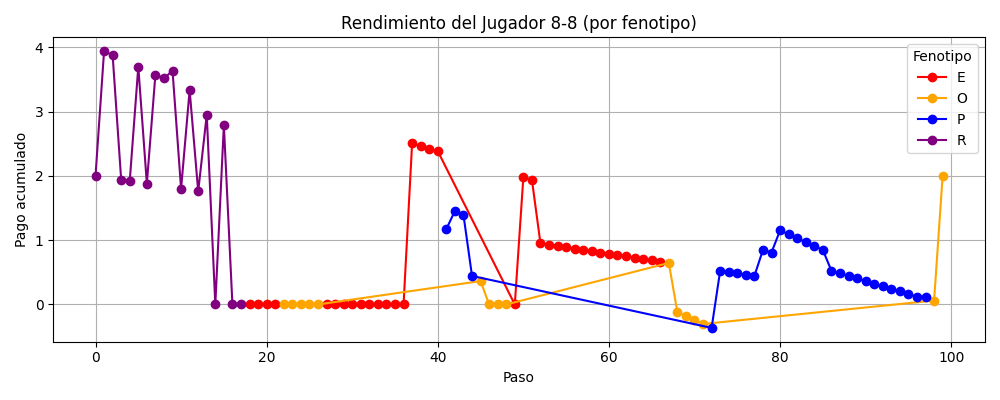 Rendimiento del Jugador 8-8 (por fenotipo)
Pago acumulado
4
3
2
1
0
0
20
40
60
80
100
Paso
Fenotipo
E
O
P
R